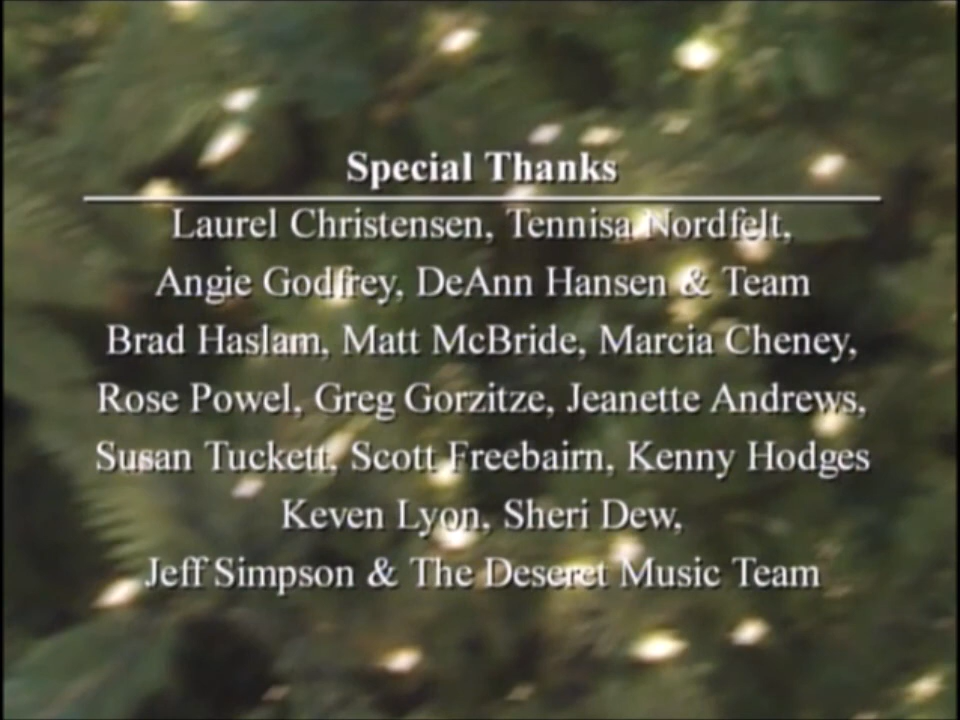 Special Thanks
Laurel Christensen, Tennisa Nordfelt,
Angie Godfrey, DeAnn Hansen & Team
Brad Haslam, Matt McBride, Marcia Cheney,
Rose Powel, Greg Gorzitze, Jeanette Andrews,
Susan Tuckett, Scott Freebairn, Kenny Hodges
Keven Lyon, Sheri Dew,
Jeff Simpson & The Deseret Music Team